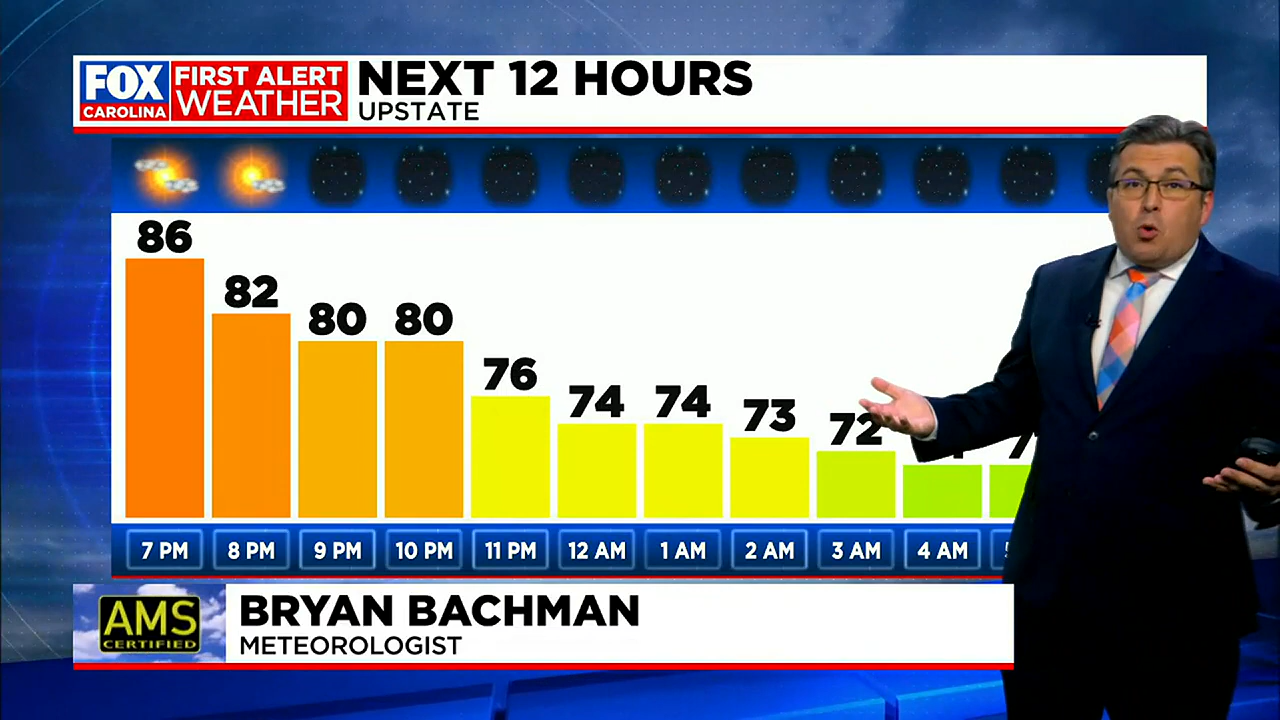 FOX
CAROLINA
FIRST ALERT
WEATHER
NEXT 12 HOURS
UPSTATE
86
82
80
80
76
74
74
73
72
7 PM
8 PM
9 PM
10 PM
11 PM
12 AM
1 AM
2 AM
3 AM
4 AM
AMS
CERTIFIED
BRYAN BACHMAN
METEOROLOGIST